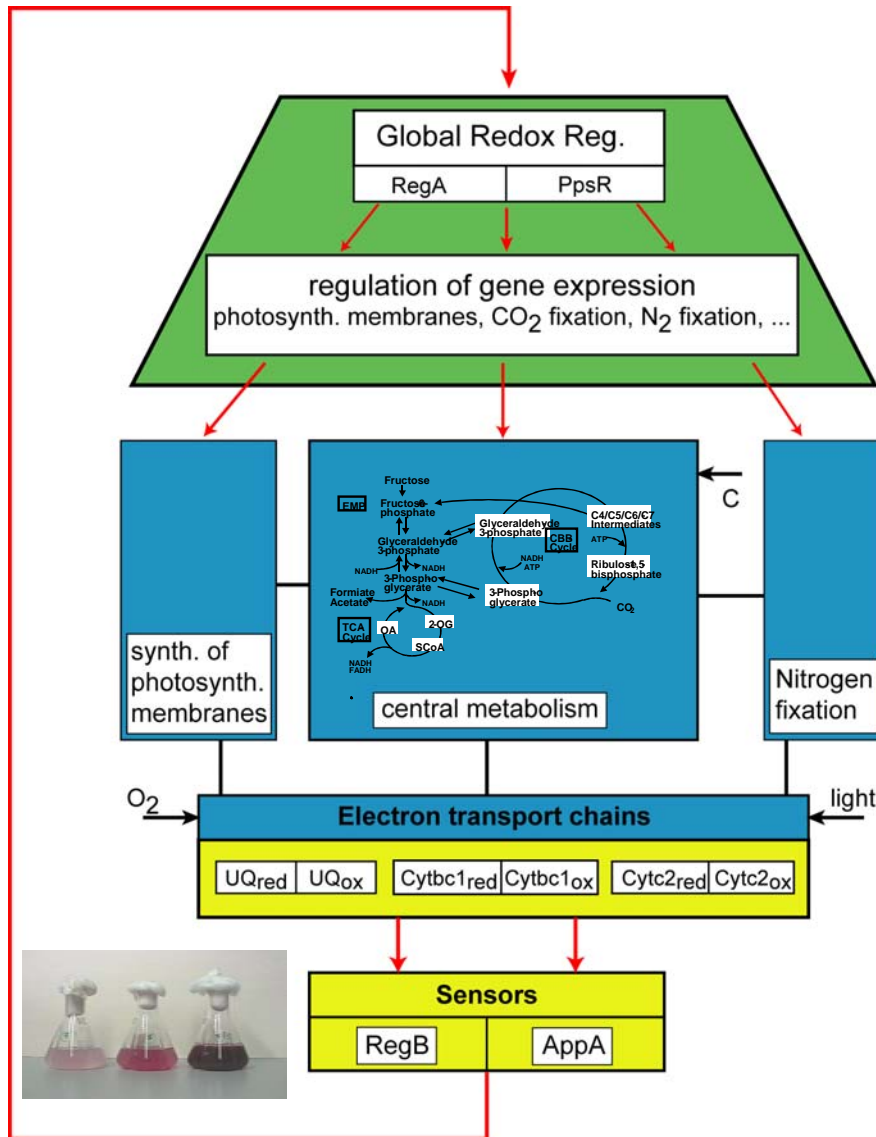 Global Redox Reg.
RegA
PpsR
regulation of gene expression
photosynth. membranes, CO2 fixation, N2 fixation, ...
C
Fructose
EMP
Fructose6
phosphate
Glyceraldehyde
3-phosphate
NADH
NADH
3-Phospho
glycerate
Formiate
Acetate
NADH
TCA
Cycle
OA
2-OG
SCoA
NADH
FADH
Glyceraldehyde
3-phosphate
CBB
Cycle
NADH
ATP
C4/C5/C6/C7
Intermediates
ATP
Ribulose1,5
bisphosphate
3-Phospho
glycerate
CO2
synth. of
photosynth.
membranes
central metabolism
Nitrogen
fixation
O2
light
Electron transport chains
UQred
UQox
Cytbc1red
Cytbc1ox
Cytc2red
Cytc2ox
Sensors
RegB
AppA